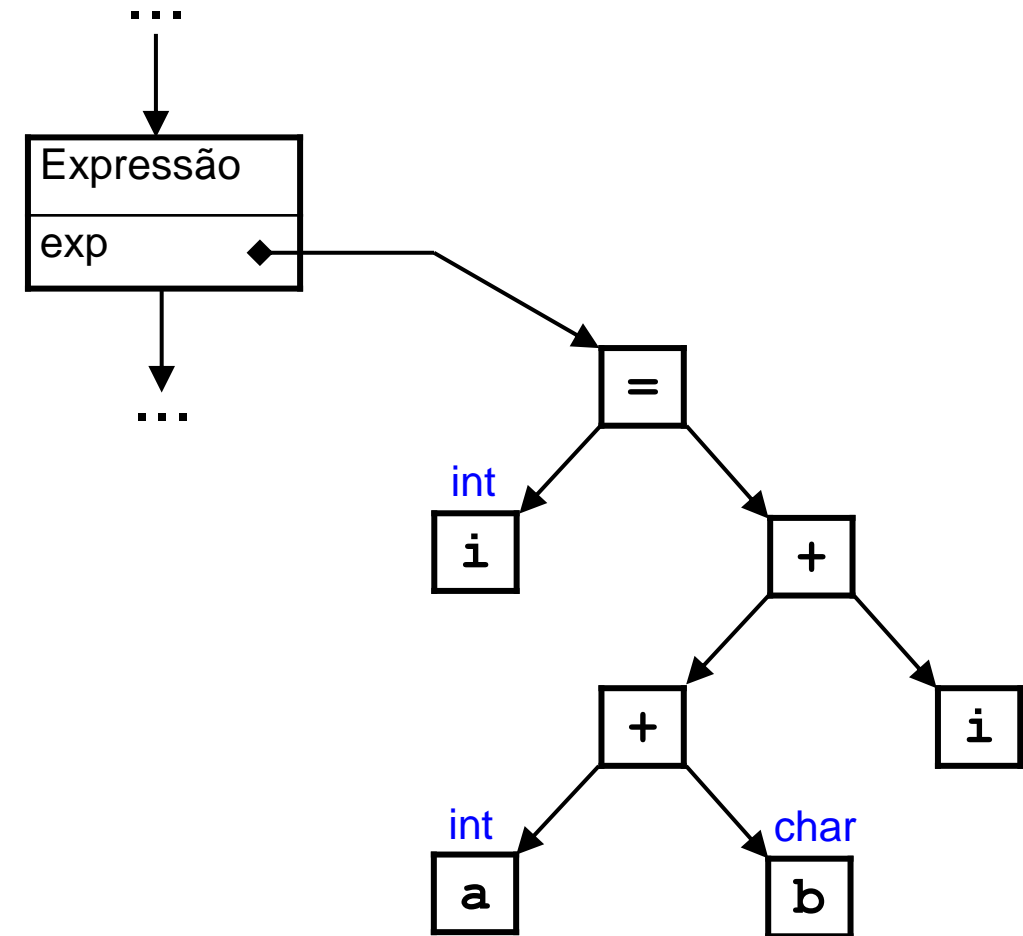 ...
Expressão
exp
...
=
int
i
+
+
i
int
char
a
b